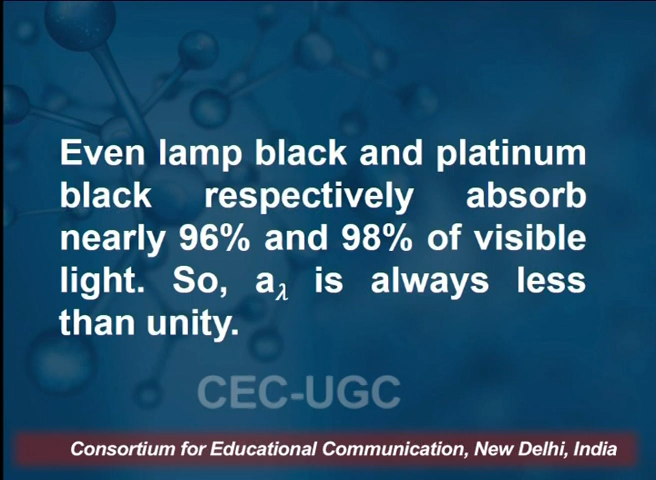 Even lamp black and platinum
black respectively absorb
nearly 96% and 98% of visible
light. So, a_λ is always less
than unity.
CEC-UGC
Consortium for Educational Communication, New Delhi, India